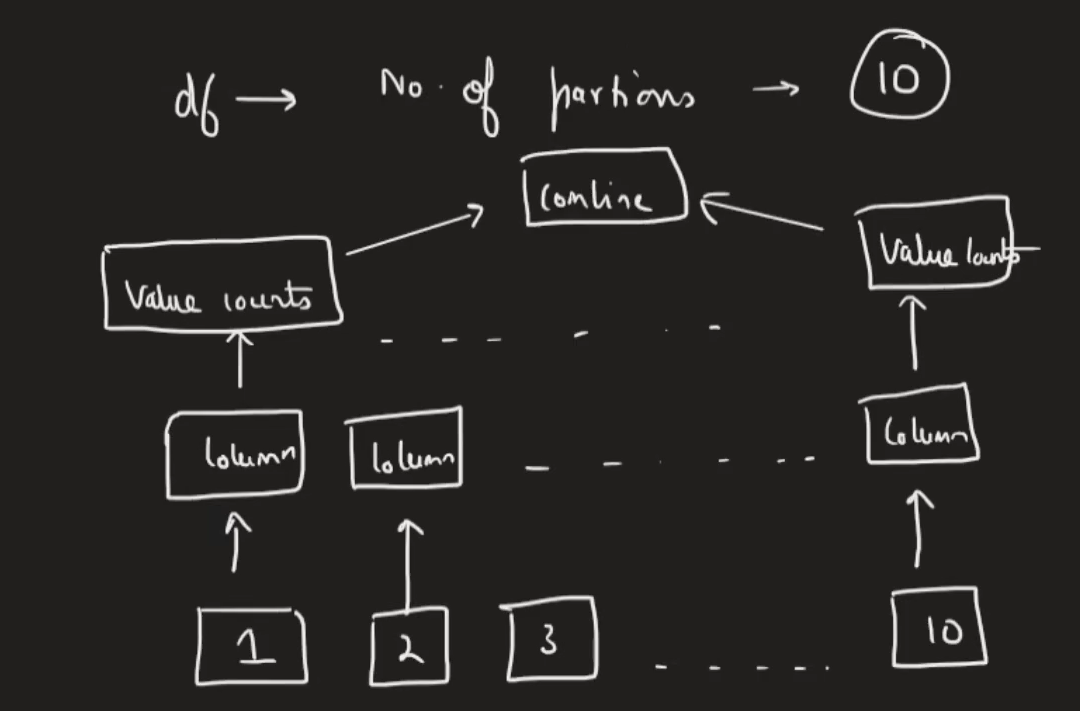 df → No. of partions → 10
Combine
Value counts
Value counts
Column
Column
Column
1
2
3
10